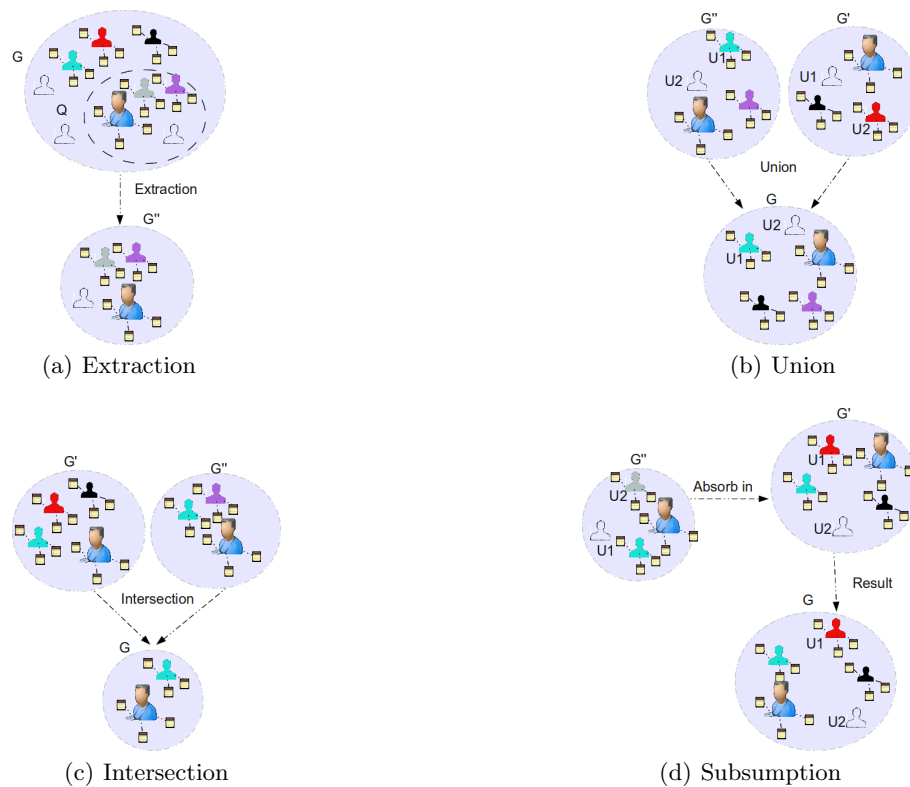 G
Q
Extraction
G"
(a) Extraction
G"
G'
U1
U2
U1
U2
Union
G
U2
U1
(b) Union
G'
G"
Intersection
G
(c) Intersection
G'
G"
U1
U2
Absorb in
U2
U1
Result
G
U1
U2
(d) Subsumption